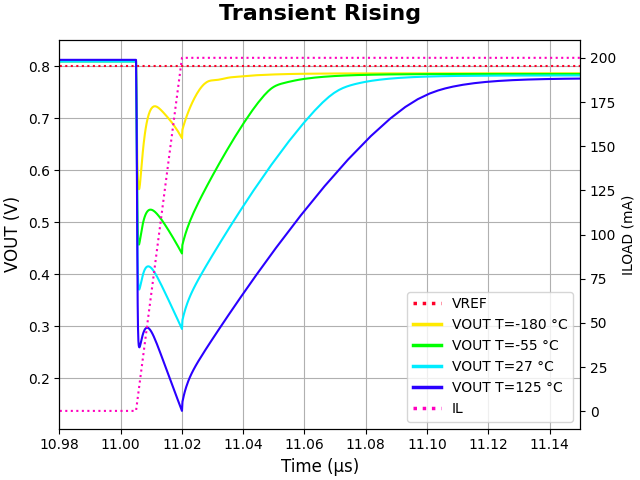 Transient Rising
VOUT (V)
0.8
0.7
0.6
0.5
0.4
0.3
0.2
200
175
150
125
100
75
50
25
0
ILOAD (mA)
VREF
VOUT T=-180 °C
VOUT T=-55 °C
VOUT T=27 °C
VOUT T=125 °C
IL
10.98 11.00 11.02 11.04 11.06 11.08 11.10 11.12 11.14
Time (μs)